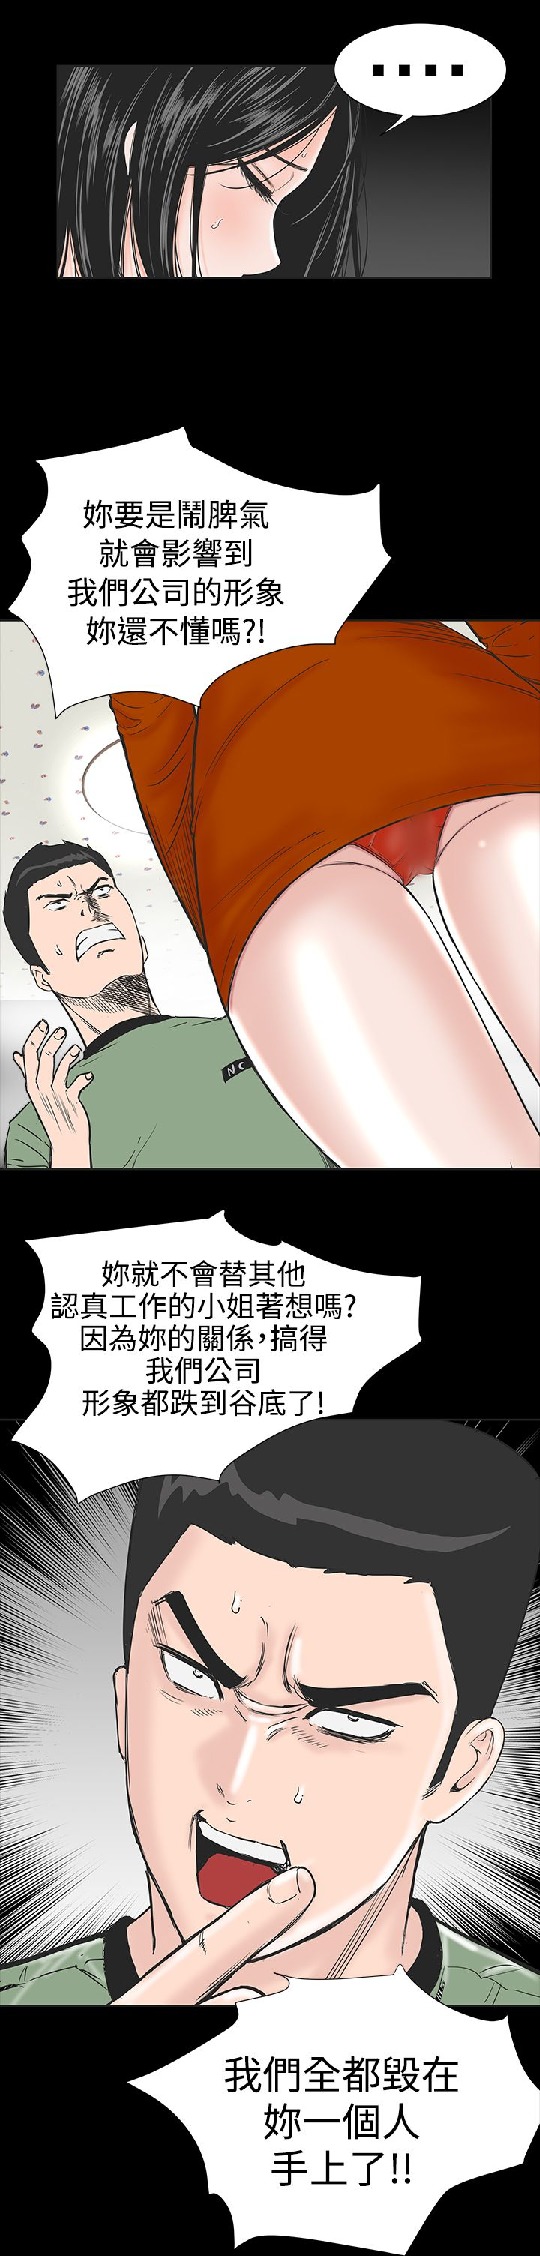 ....
妳要是鬧脾氣
就會影響到
我們公司的形象
妳還不懂嗎?!
NC
妳就不會替其他
認真工作的小姐著想嗎?
因為妳的關係,搞得
我們公司
形象都跌到谷底了!
我們全都毀在
妳一個人
手上了!!